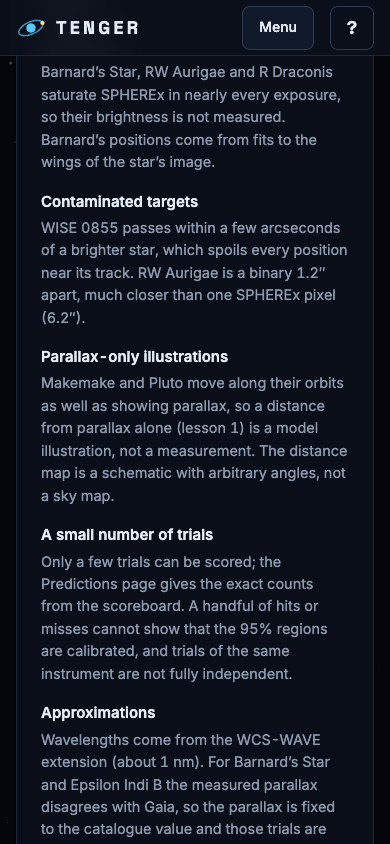 TENGER
Menu
?
Barnard’s Star, RW Aurigae and R Draconis
saturate SPHEREx in nearly every exposure,
so their brightness is not measured.
Barnard’s positions come from fits to the
wings of the star’s image.
Contaminated targets
WISE 0855 passes within a few arcseconds
of a brighter star, which spoils every position
near its track. RW Aurigae is a binary 1.2″
apart, much closer than one SPHEREx pixel
(6.2″).
Parallax-only illustrations
Makemake and Pluto move along their orbits
as well as showing parallax, so a distance
from parallax alone (lesson 1) is a model
illustration, not a measurement. The distance
map is a schematic with arbitrary angles, not
a sky map.
A small number of trials
Only a few trials can be scored; the
Predictions page gives the exact counts
from the scoreboard. A handful of hits or
misses cannot show that the 95% regions
are calibrated, and trials of the same
instrument are not fully independent.
Approximations
Wavelengths come from the WCS-WAVE
extension (about 1 nm). For Barnard’s Star
and Epsilon Indi B the measured parallax
disagrees with Gaia, so the parallax is fixed
to the catalogue value and those trials are